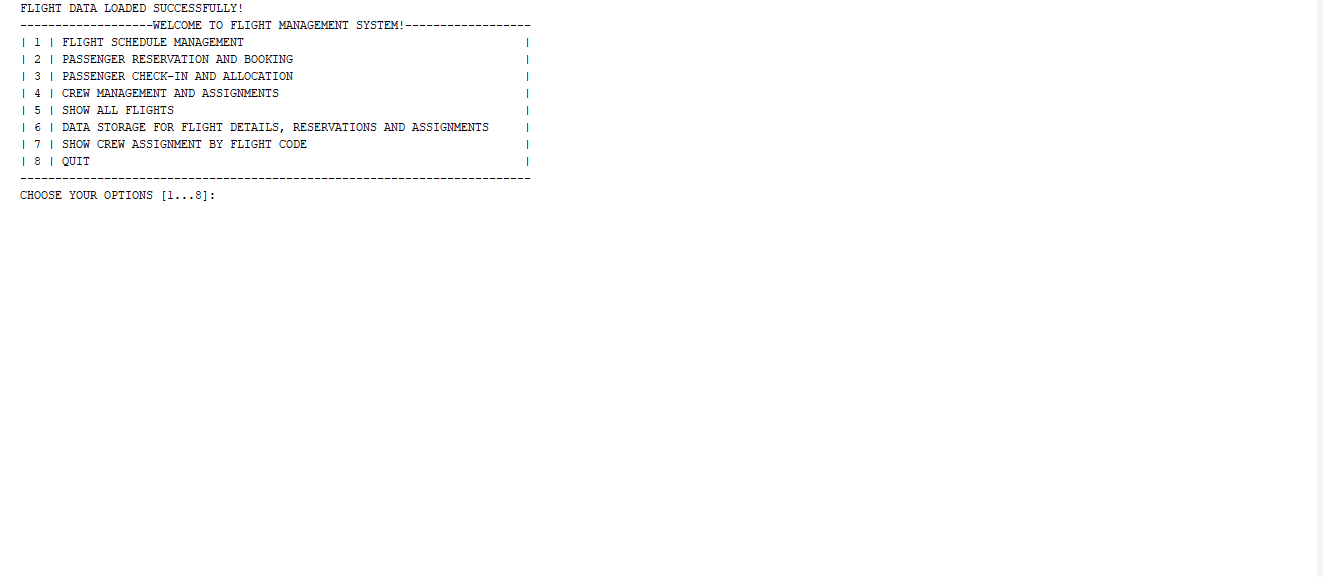 FLIGHT DATA LOADED SUCCESSFULLY!
-------------------WELCOME TO FLIGHT MANAGEMENT SYSTEM!------------------
| 1 | FLIGHT SCHEDULE MANAGEMENT                                        |
| 2 | PASSENGER RESERVATION AND BOOKING                                 |
| 3 | PASSENGER CHECK-IN AND ALLOCATION                                 |
| 4 | CREW MANAGEMENT AND ASSIGNMENTS                                   |
| 5 | SHOW ALL FLIGHTS                                                  |
| 6 | DATA STORAGE FOR FLIGHT DETAILS, RESERVATIONS AND ASSIGNMENTS     |
| 7 | SHOW CREW ASSIGNMENT BY FLIGHT CODE                               |
| 8 | QUIT                                                              |
-------------------------------------------------------------------------
CHOOSE YOUR OPTIONS [1...8]: